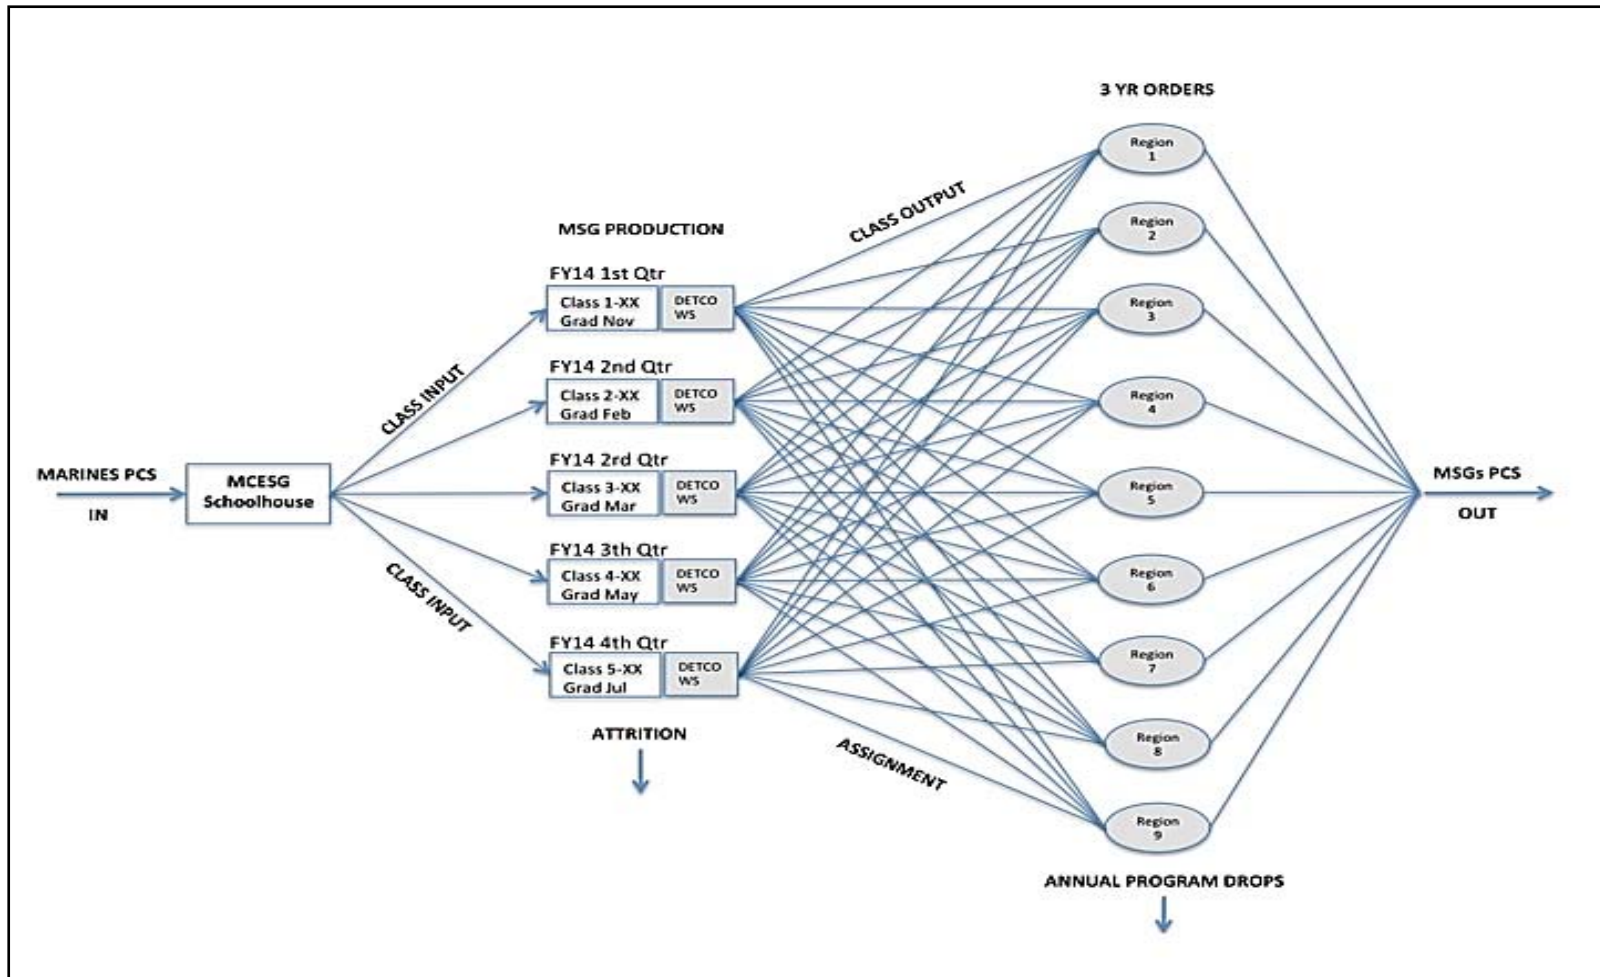 3 YR ORDERS
Region
1
Region
2
Region
3
Region
4
Region
5
Region
6
Region
7
Region
8
Region
9
ANNUAL PROGRAM DROPS
CLASS OUTPUT
MSG PRODUCTION
FY14 1st Qtr
Class 1-XX
Grad Nov
DETCO
WS
FY14 2nd Qtr
Class 2-XX
Grad Feb
DETCO
WS
FY14 2rd Qtr
Class 3-XX
Grad Mar
DETCO
WS
FY14 3th Qtr
Class 4-XX
Grad May
DETCO
WS
FY14 4th Qtr
Class 5-XX
Grad Jul
DETCO
WS
ATTRITION
ASSIGNMENT
CLASS INPUT
CLASS INPUT
MARINES PCS
IN
MCESG
Schoolhouse
MSGs PCS
OUT